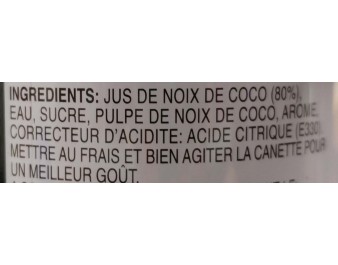 INGREDIENTS: JUS DE NOIX DE COCO (80%),
EAU, SUCRE, PULPE DE NOIX DE COCO, AROME,
CORRECTEUR D'ACIDITE: ACIDE CITRIQUE (E330).
METTRE AU FRAIS ET BIEN AGITER LA CANETTE POUR
UN MEILLEUR GOÛT.